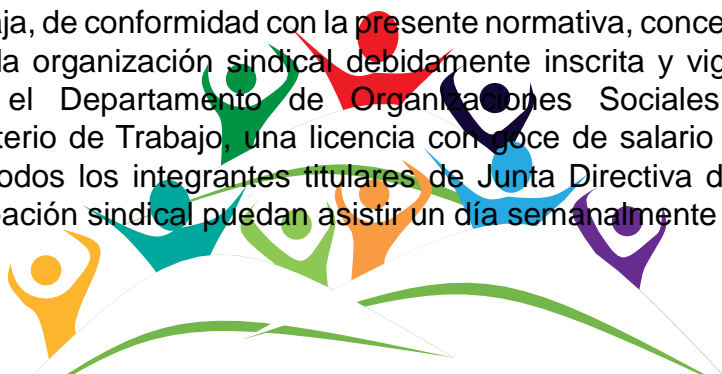 aja, de conformidad con la presente normativa, conce
la organización sindical debidamente inscrita y vig
el Departamento de Organizaciones Sociales
terio de Trabajo, una licencia con goce de salario
odos los integrantes titulares de Junta Directiva d
pación sindical puedan asistir un día semanalmente